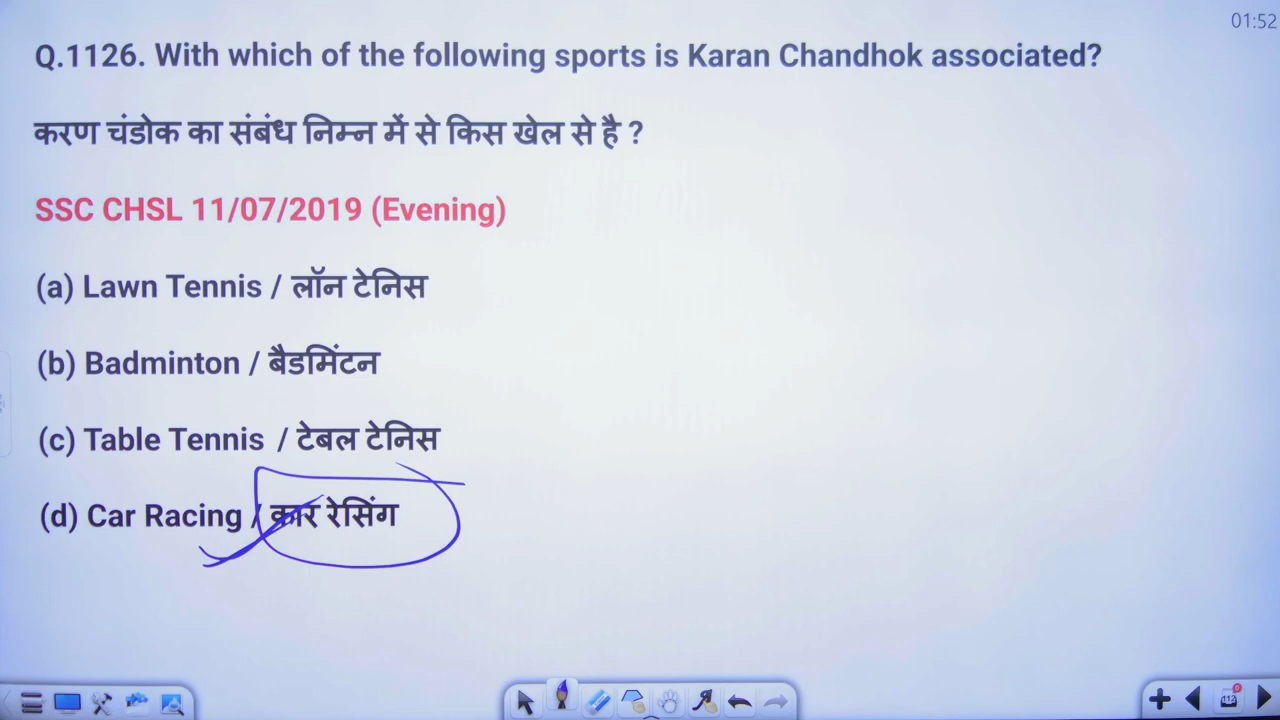 01:52
Q.1126. With which of the following sports is Karan Chandhok associated?
करण चंडोक का संबंध निम्न में से किस खेल से है ?
SSC CHSL 11/07/2019 (Evening)
(a) Lawn Tennis / लॉन टेनिस
(b) Badminton / बैडमिंटन
(c) Table Tennis / टेबल टेनिस
(d) Car Racing / कार रेसिंग